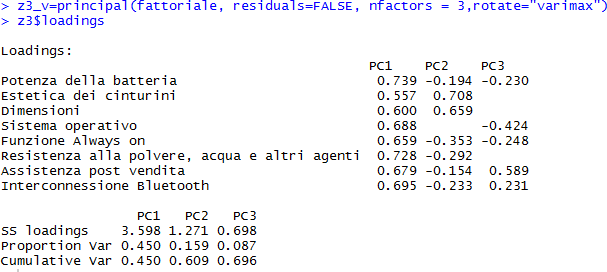 > z3_v=principal(fattoriale, residuals=FALSE, nfactors = 3,rotate="varimax")
> z3$loadings
Loadings:
PC1 PC2 PC3
Potenza della batteria 0.739 -0.194 -0.230
Estetica dei cinturini 0.557 0.708
Dimensioni 0.600 0.659
Sistema operativo 0.688 -0.424
Funzione Always on 0.659 -0.353 -0.248
Resistenza alla polvere, acqua e altri agenti 0.728 -0.292
Assistenza post vendita 0.679 -0.154 0.589
Interconnessione Bluetooth 0.695 -0.233 0.231
PC1 PC2 PC3
SS loadings 3.598 1.271 0.698
Proportion Var 0.450 0.159 0.087
Cumulative Var 0.450 0.609 0.696